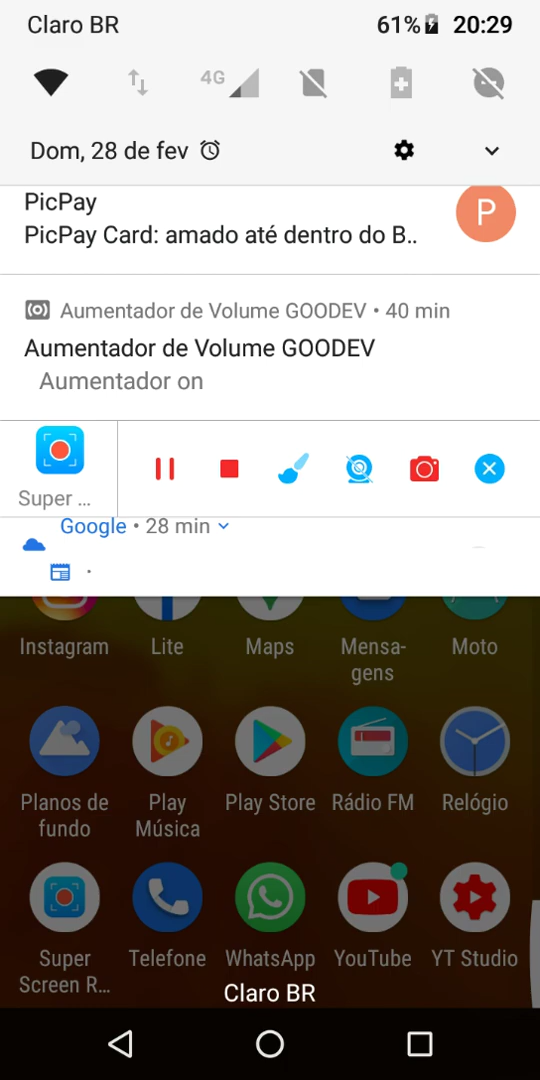 Claro BR 61% 20:29
4G
Dom, 28 de fev
PicPay
PicPay Card: amado até dentro do B..
P
Aumentador de Volume GOODEV • 40 min
Aumentador de Volume GOODEV
Aumentador on
Super ...
Google • 28 min
Instagram Lite Maps Mensa-
gens Moto
Planos de
fundo Play
Música Play Store Rádio FM Relógio
Super
Screen R... Telefone WhatsApp YouTube YT Studio
Claro BR